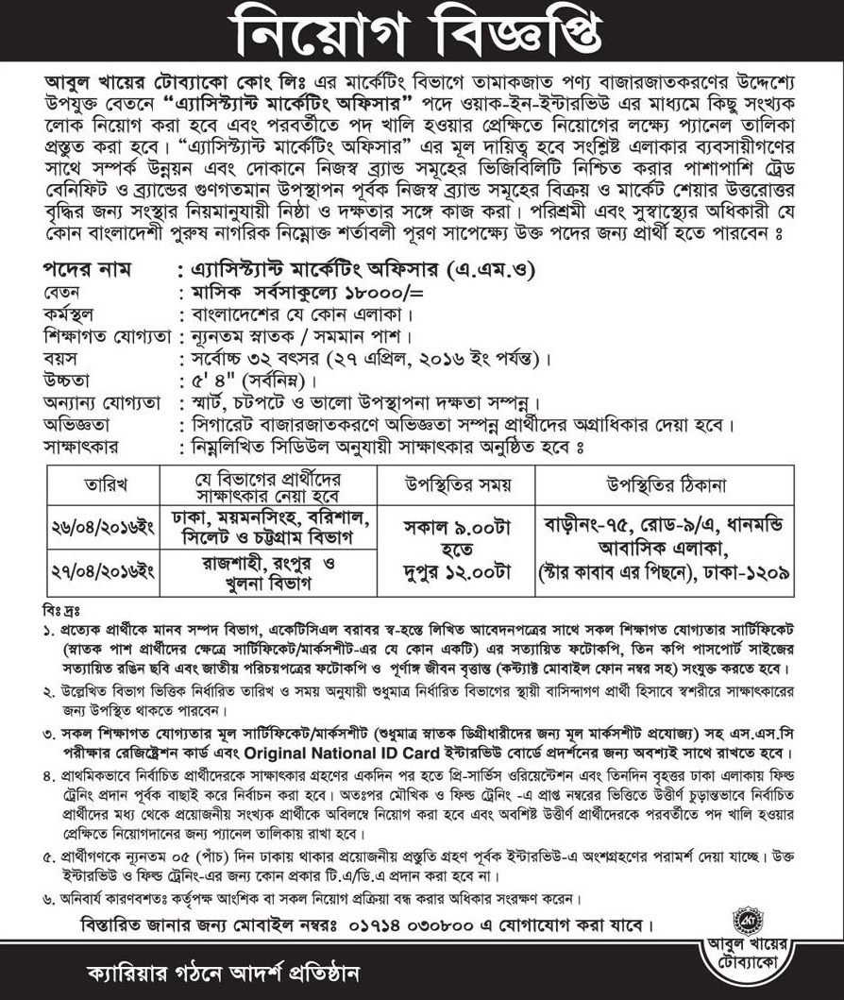 নিয়োগ বিজ্ঞপ্তি
আবুল খায়ের টোব্যাকো কোং লিঃ এর মার্কেটিং বিভাগে তামাকজাত পণ্য বাজারজাতকরণের উদ্দেশ্যে
উপযুক্ত বেতনে “এ্যাসিস্ট্যান্ট মার্কেটিং অফিসার” পদে ওয়াক-ইন-ইন্টারভিউ এর মাধ্যমে কিছু সংখ্যক
লোক নিয়োগ করা হবে এবং পরবর্তীতে পদ খালি হওয়ার প্রেক্ষিতে নিয়োগের লক্ষ্যে প্যানেল তালিকা
প্রস্তুত করা হবে। “এ্যাসিস্ট্যান্ট মার্কেটিং অফিসার” এর মূল দায়িত্ব হবে সংশ্লিষ্ট এলাকার ব্যবসায়ীগণের
সাথে সম্পর্ক উন্নয়ন এবং দোকানে নিজস্ব ব্র্যান্ড সমূহের ভিজিবিলিটি নিশ্চিত করার পাশাপাশি ট্রেড
বেনিফিট ও ব্র্যান্ডের গুণগতমান উপস্থাপন পূর্বক নিজস্ব ব্র্যান্ড সমূহের বিক্রয় ও মার্কেট শেয়ার উত্তরোত্তর
বৃদ্ধির জন্য সংস্থার নিয়মানুযায়ী নিষ্ঠা ও দক্ষতার সঙ্গে কাজ করা। পরিশ্রমী এবং সুস্বাস্থ্যের অধিকারী যে
কোন বাংলাদেশী পুরুষ নাগরিক নিম্নোক্ত শর্তাবলী পূরণ সাপেক্ষ্যে উক্ত পদের জন্য প্রার্থী হতে পারবেন ঃ
পদের নাম : এ্যাসিস্ট্যান্ট মার্কেটিং অফিসার (এ.এম.ও)
বেতন : মাসিক সর্বসাকুল্যে ১৮০০০/=
কর্মস্থল : বাংলাদেশের যে কোন এলাকা।
শিক্ষাগত যোগ্যতা : ন্যূনতম স্নাতক / সমমান পাশ।
বয়স : সর্বোচ্চ ৩২ বৎসর (২৭ এপ্রিল, ২০১৬ ইং পর্যন্ত)।
উচ্চতা : ৫' ৪" (সর্বনিম্ন)।
অন্যান্য যোগ্যতা : স্মার্ট, চটপটে ও ভালো উপস্থাপনা দক্ষতা সম্পন্ন।
অভিজ্ঞতা : সিগারেট বাজারজাতকরণে অভিজ্ঞতা সম্পন্ন প্রার্থীদের অগ্রাধিকার দেয়া হবে।
সাক্ষাৎকার : নিম্নলিখিত সিডিউল অনুযায়ী সাক্ষাৎকার অনুষ্ঠিত হবে ঃ
তারিখ যে বিভাগের প্রার্থীদের উপস্থিতির সময় উপস্থিতির ঠিকানা
সাক্ষাৎকার নেয়া হবে
২৬/০৪/২০১৬ইং ঢাকা, ময়মনসিংহ, বরিশাল,
সিলেট ও চট্টগ্রাম বিভাগ
২৭/০৪/২০১৬ইং রাজশাহী, রংপুর ও
খুলনা বিভাগ
সকাল ৯.০০টা
হতে
দুপুর ১২.০০টা
বাড়ীনং-৭৫, রোড-৯/এ, ধানমন্ডি
আবাসিক এলাকা,
(স্টার কাবাব এর পিছনে), ঢাকা-১২০৯
বিঃ দ্রঃ
১. প্রত্যেক প্রার্থীকে মানব সম্পদ বিভাগ, একেটিসিএল বরাবর স্ব-হস্তে লিখিত আবেদনপত্রের সাথে সকল শিক্ষাগত যোগ্যতার সার্টিফিকেট
(স্নাতক পাশ প্রার্থীদের ক্ষেত্রে সার্টিফিকেট/মার্কসশীট-এর যে কোন একটি) এর সত্যায়িত ফটোকপি, তিন কপি পাসপোর্ট সাইজের
সত্যায়িত রঙিন ছবি এবং জাতীয় পরিচয়পত্রের ফটোকপি ও পূর্ণাঙ্গ জীবন বৃত্তান্ত (কন্ট্যাক্ট মোবাইল ফোন নম্বর সহ) সংযুক্ত করতে হবে।
২. উল্লেখিত বিভাগ ভিত্তিক নির্ধারিত তারিখ ও সময় অনুযায়ী শুধুমাত্র নির্ধারিত বিভাগের স্থায়ী বাসিন্দাগণ প্রার্থী হিসাবে স্বশরীরে সাক্ষাৎকারের
জন্য উপস্থিত থাকতে পারবেন।
৩. সকল শিক্ষাগত যোগ্যতার মূল সার্টিফিকেট/মার্কসশীট (শুধুমাত্র স্নাতক ডিগ্রীধারীদের জন্য মূল মার্কসশীট প্রযোজ্য) সহ এস.এস.সি
পরীক্ষার রেজিষ্ট্রেশন কার্ড এবং Original National ID Card ইন্টারভিউ বোর্ডে প্রদর্শনের জন্য অবশ্যই সাথে রাখতে হবে।
৪. প্রাথমিকভাবে নির্বাচিত প্রার্থীদেরকে সাক্ষাৎকার গ্রহণের একদিন পর হতে প্রি-সার্ভিস ওরিয়েন্টেশন এবং তিনদিন বৃহত্তর ঢাকা এলাকায় ফিল্ড
ট্রেনিং প্রদান পূর্বক বাছাই করে নির্বাচন করা হবে। অতঃপর মৌখিক ও ফিল্ড ট্রেনিং -এ প্রাপ্ত নম্বরের ভিত্তিতে উত্তীর্ণ চূড়ান্তভাবে নির্বাচিত
প্রার্থীদের মধ্য থেকে প্রয়োজনীয় সংখ্যক প্রার্থীকে অবিলম্বে নিয়োগ করা হবে এবং অবশিষ্ট উত্তীর্ণ প্রার্থীদেরকে পরবর্তীতে পদ খালি হওয়ার
প্রেক্ষিতে নিয়োগদানের জন্য প্যানেল তালিকায় রাখা হবে।
৫. প্রার্থীগণকে ন্যূনতম ০৫ (পাঁচ) দিন ঢাকায় থাকার প্রয়োজনীয় প্রস্তুতি গ্রহণ পূর্বক ইন্টারভিউ-এ অংশগ্রহণের পরামর্শ দেয়া যাচ্ছে। উক্ত
ইন্টারভিউ ও ফিল্ড ট্রেনিং-এর জন্য কোন প্রকার টি.এ/ডি.এ প্রদান করা হবে না।
৬. অনিবার্য কারণবশতঃ কর্তৃপক্ষ আংশিক বা সকল নিয়োগ প্রক্রিয়া বন্ধ করার অধিকার সংরক্ষণ করেন।
বিস্তারিত জানার জন্য মোবাইল নম্বরঃ ০১৭১৪ ০৩০৮০০ এ যোগাযোগ করা যাবে।
AKT
আবুল খায়ের
টোব্যাকো
ক্যারিয়ার গঠনে আদর্শ প্রতিষ্ঠান